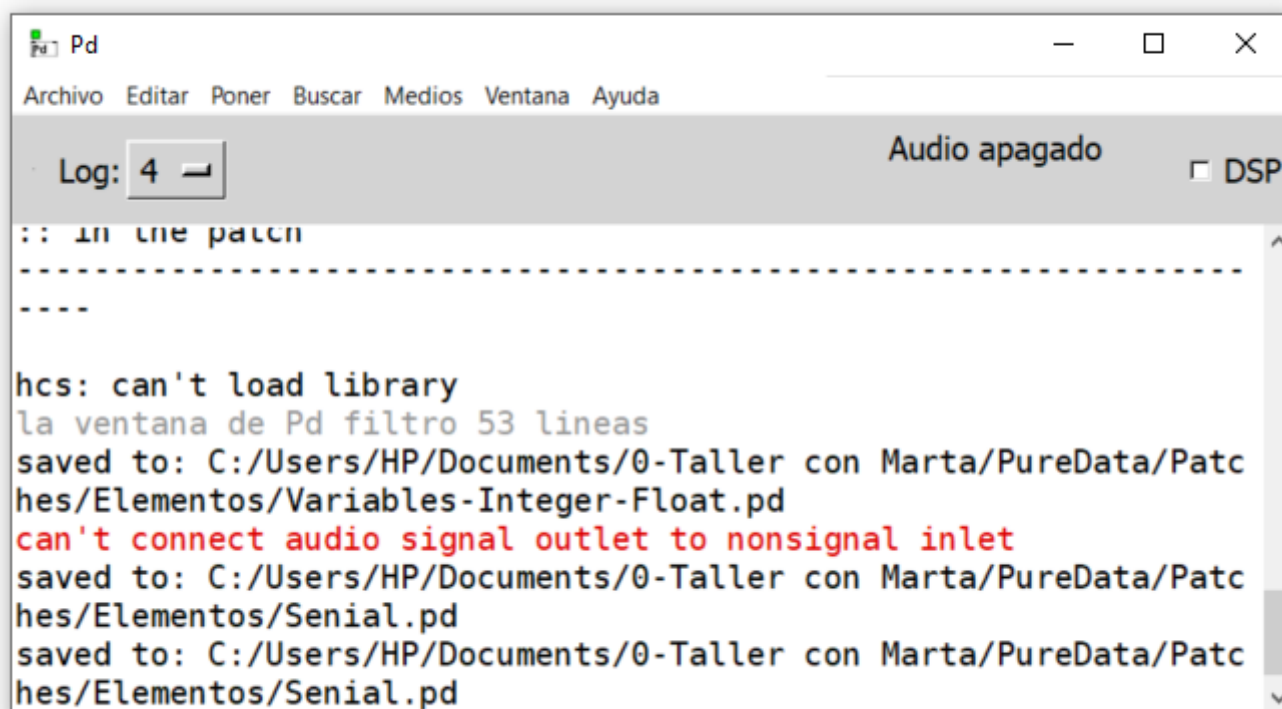 Pd
Archivo Editar Poner Buscar Medios Ventana Ayuda
Log: 4
Audio apagado
DSP
:: in the patch
------------------------------------------------------------------
----
hcs: can't load library
la ventana de Pd filtro 53 lineas
saved to: C:/Users/HP/Documents/0-Taller con Marta/PureData/Patc
hes/Elementos/Variables-Integer-Float.pd
can't connect audio signal outlet to nonsignal inlet
saved to: C:/Users/HP/Documents/0-Taller con Marta/PureData/Patc
hes/Elementos/Senial.pd
saved to: C:/Users/HP/Documents/0-Taller con Marta/PureData/Patc
hes/Elementos/Senial.pd